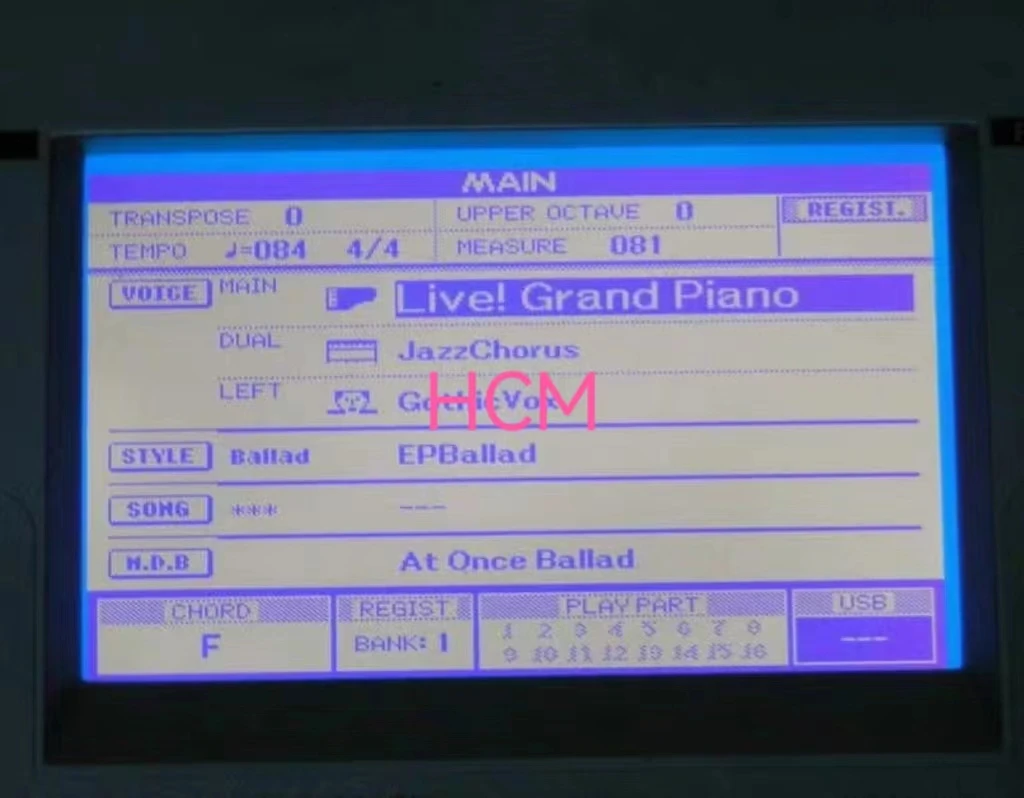 MAIN
TRANSPOSE 0 UPPER OCTAVE 0 REGIST.
TEMPO ♩=084 4/4 MEASURE 081
VOICE MAIN Live! Grand Piano
DUAL JazzChorus
LEFT GothicVox
HCM
STYLE Ballad EPBallad
SONG *** ---
M.D.B At Once Ballad
CHORD REGIST PLAY PART USB
F BANK: 1 1 2 3 4 5 6 7 8 ---
9 10 11 12 13 14 15 16